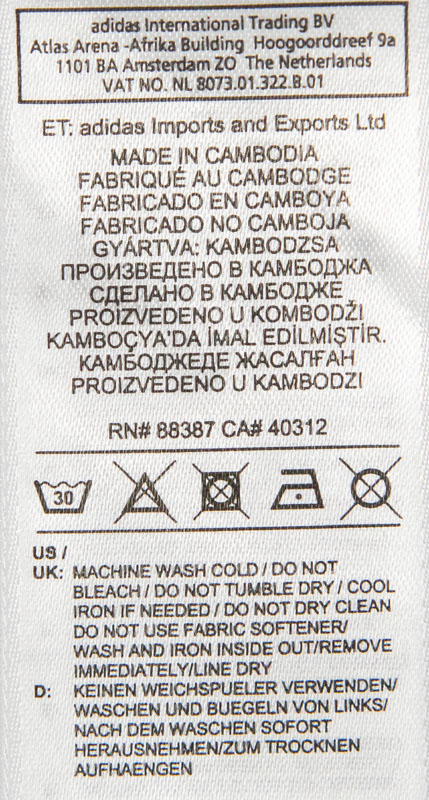 adidas International Trading BV
Atlas Arena -Afrika Building Hoogoorddreef 9a
1101 BA Amsterdam ZO The Netherlands
VAT NO. NL 8073.01.322.B.01
ET: adidas Imports and Exports Ltd
MADE IN CAMBODIA
FABRIQUÉ AU CAMBODGE
FABRICADO EN CAMBOYA
FABRICADO NO CAMBOJA
GYÁRTVA: KAMBODZSA
ПРОИЗВЕДЕНО В КАМБОДЖА
СДЕЛАНО В КАМБОДЖЕ
PROIZVEDENO U KOMBODŽI
KAMBOÇYA'DA İMAL EDİLMİŞTİR.
КАМБОДЖЕДЕ ЖАСАЛҒАН
PROIZVEDENO U KAMBODZI
RN# 88387 CA# 40312
30
US /
UK: MACHINE WASH COLD / DO NOT
BLEACH / DO NOT TUMBLE DRY / COOL
IRON IF NEEDED / DO NOT DRY CLEAN
DO NOT USE FABRIC SOFTENER/
WASH AND IRON INSIDE OUT/REMOVE
IMMEDIATELY/LINE DRY
D: KEINEN WEICHSPUELER VERWENDEN/
WASCHEN UND BUEGELN VON LINKS/
NACH DEM WASCHEN SOFORT
HERAUSNEHMEN/ZUM TROCKNEN
AUFHAENGEN